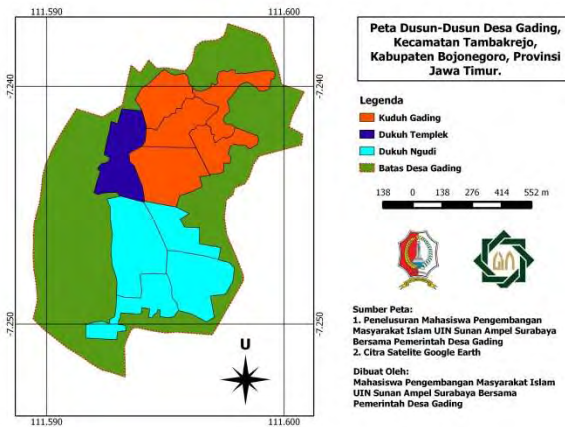 111.590
111.600
-7.240
-7.240
-7.250
-7.250
U
111.590
111.600
Peta Dusun-Dusun Desa Gading,
Kecamatan Tambakrejo,
Kabupaten Bojonegoro, Provinsi
Jawa Timur.
Legenda
Kuduh Gading
Dukuh Templek
Dukuh Ngudi
Batas Desa Gading
138 0 138 276 414 552 m
Sumber Peta:
1. Penelusuran Mahasiswa Pengembangan
Masyarakat Islam UIN Sunan Ampel Surabaya
Bersama Pemerintah Desa Gading
2. Citra Satelite Google Earth
Dibuat Oleh:
Mahasiswa Pengembangan Masyarakat Islam
UIN Sunan Ampel Surabaya Bersama
Pemerintah Desa Gading